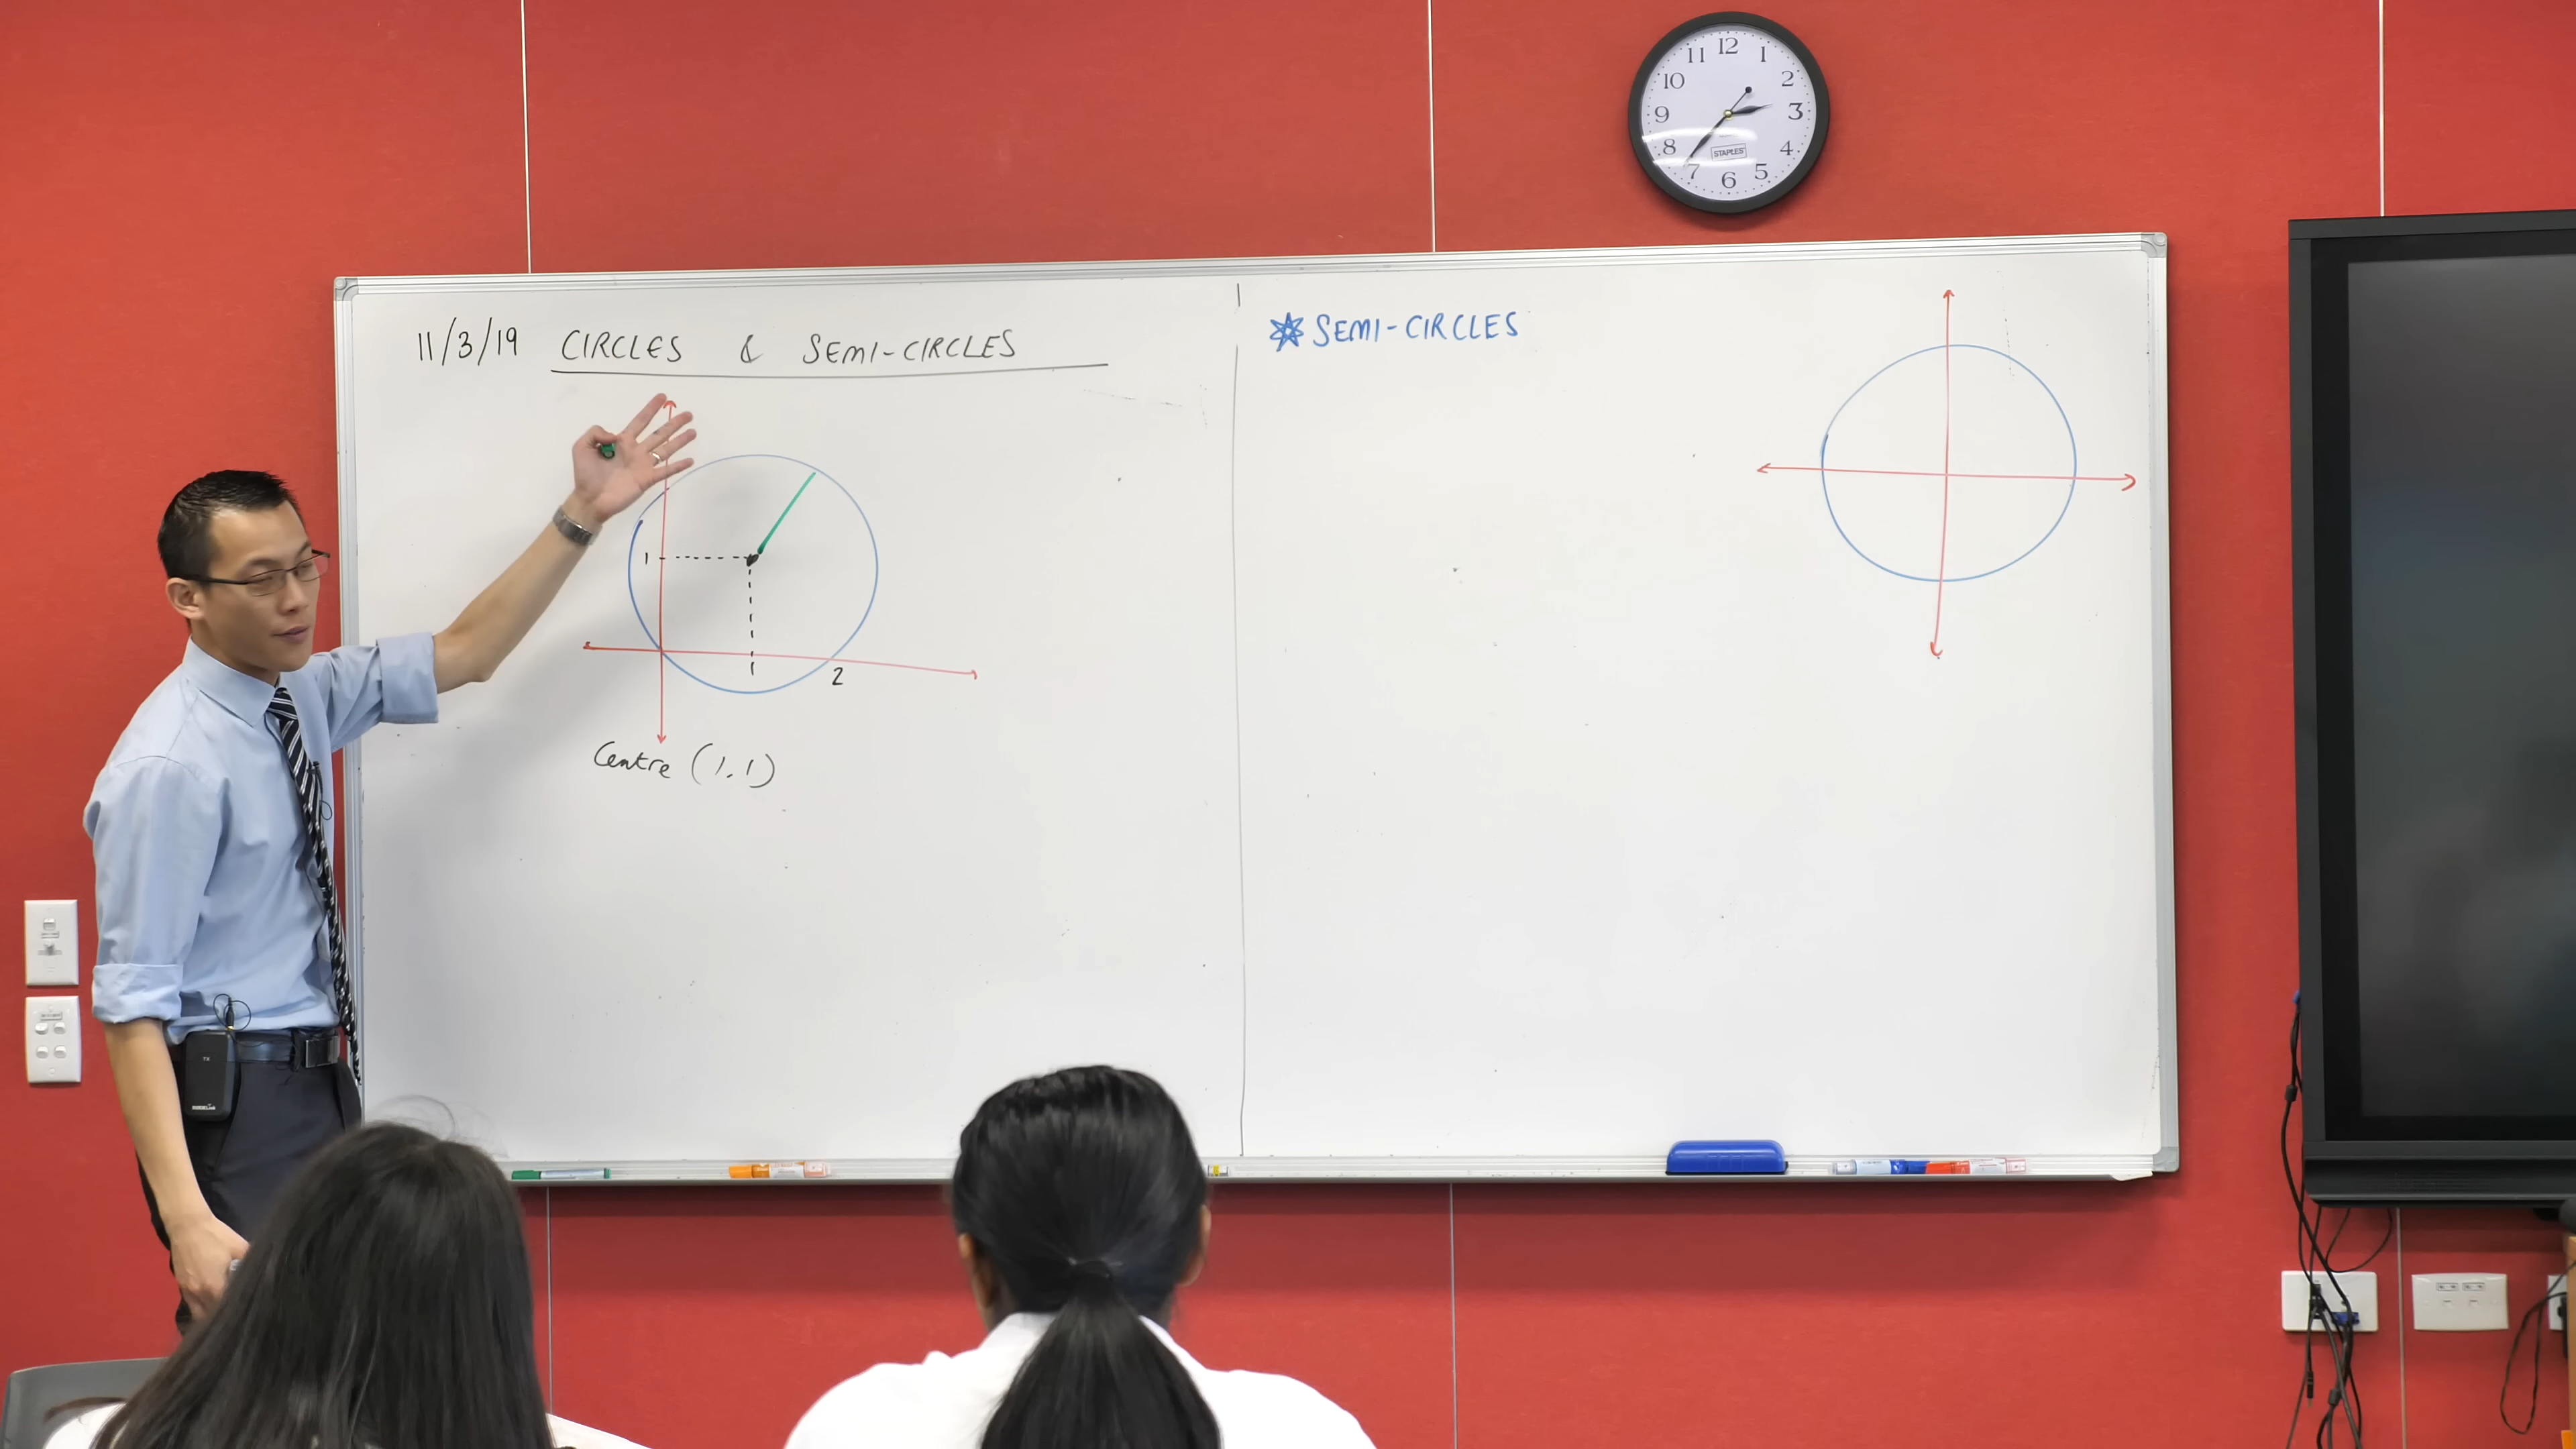 12
11 1
10 2
9 3
8 4
7 5
6
STAPLES
11/3/19 CIRCLES & SEMI-CIRCLES
1
1
2
Centre (1,1)
SEMI-CIRCLES
TX